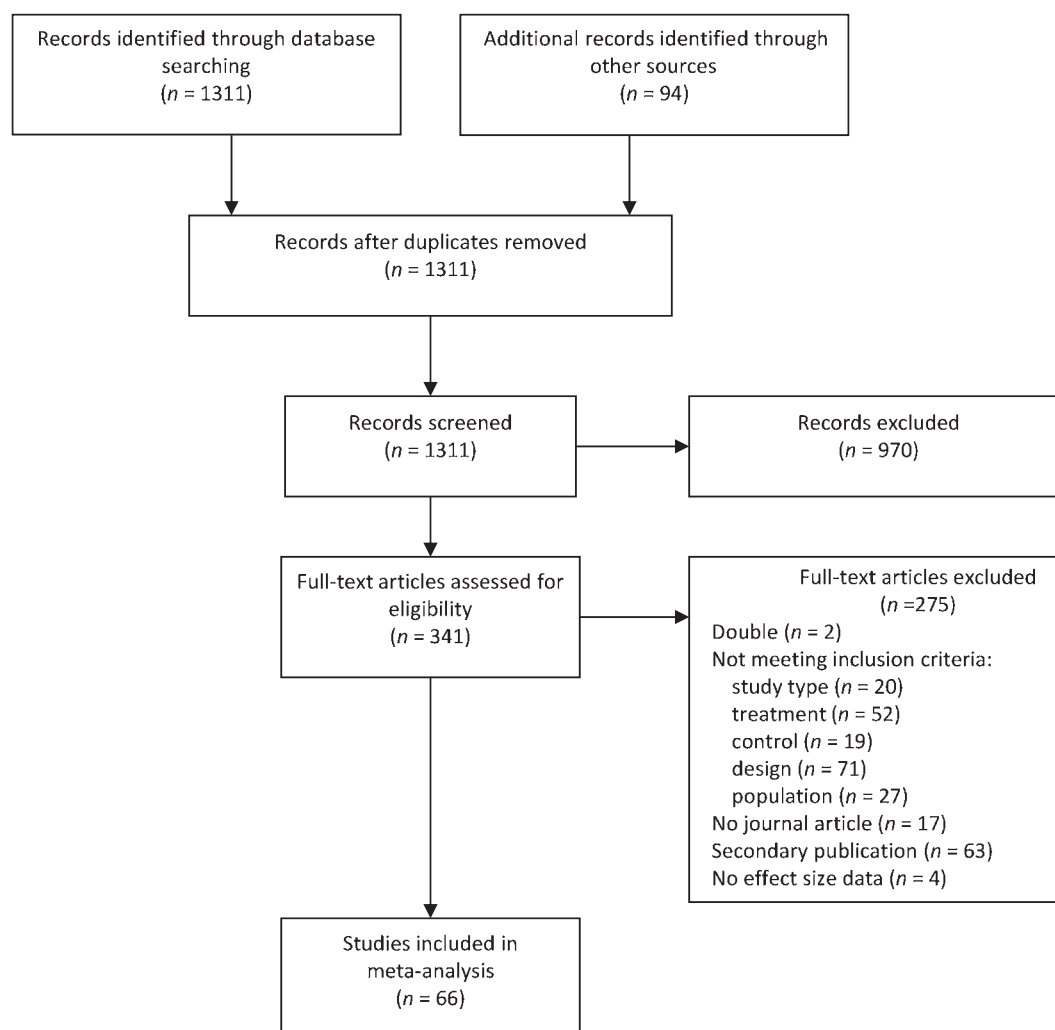 Records identified through database
searching
(n = 1311)
Additional records identified through
other sources
(n = 94)
Records after duplicates removed
(n = 1311)
Records screened
(n = 1311)
Records excluded
(n = 970)
Full-text articles assessed for
eligibility
(n = 341)
Full-text articles excluded
(n =275)
Double (n = 2)
Not meeting inclusion criteria:
study type (n = 20)
treatment (n = 52)
control (n = 19)
design (n = 71)
population (n = 27)
No journal article (n = 17)
Secondary publication (n = 63)
No effect size data (n = 4)
Studies included in
meta-analysis
(n = 66)